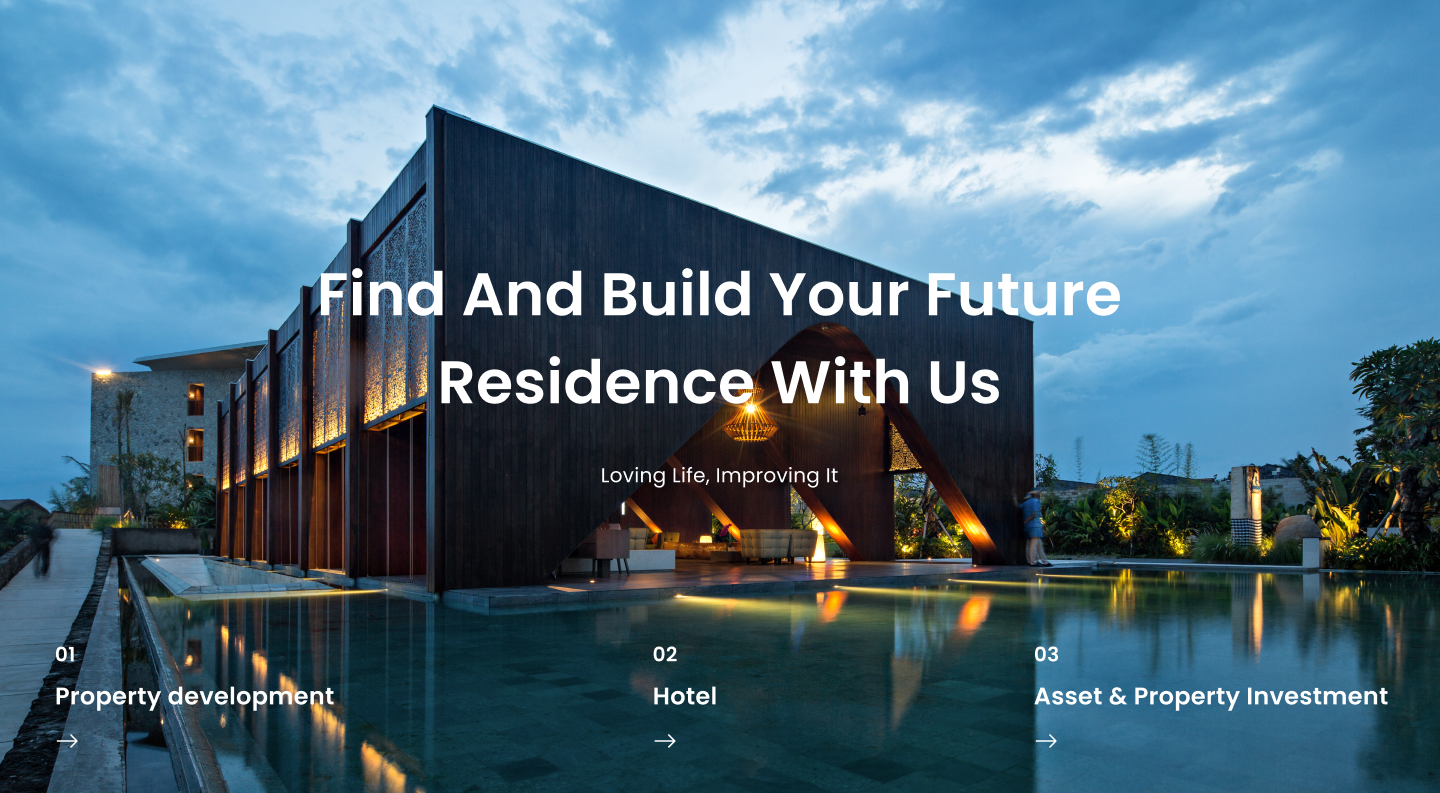 Find And Build Your Future
Residence With Us
Loving Life, Improving It
01
Property development
02
Hotel
03
Asset & Property Investment